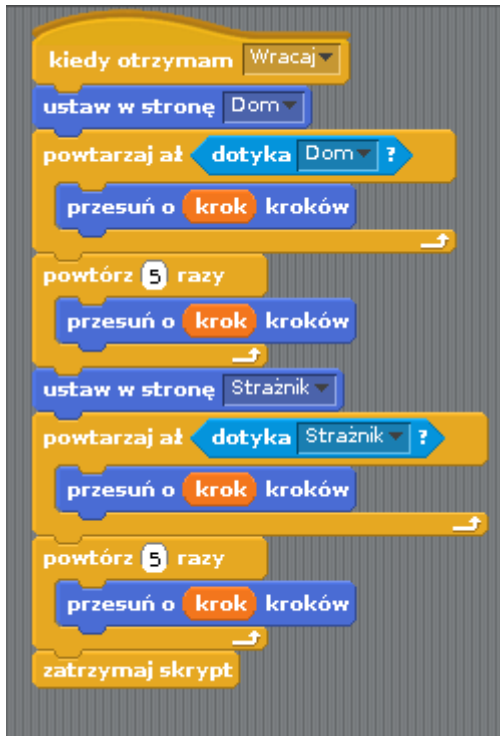 kiedy otrzymam Wracaj
ustaw w stronę Dom
powtarzaj aż dotyka Dom ?
przesuń o krok kroków
powtórz 5 razy
przesuń o krok kroków
ustaw w stronę Strażnik
powtarzaj aż dotyka Strażnik ?
przesuń o krok kroków
powtórz 5 razy
przesuń o krok kroków
zatrzymaj skrypt